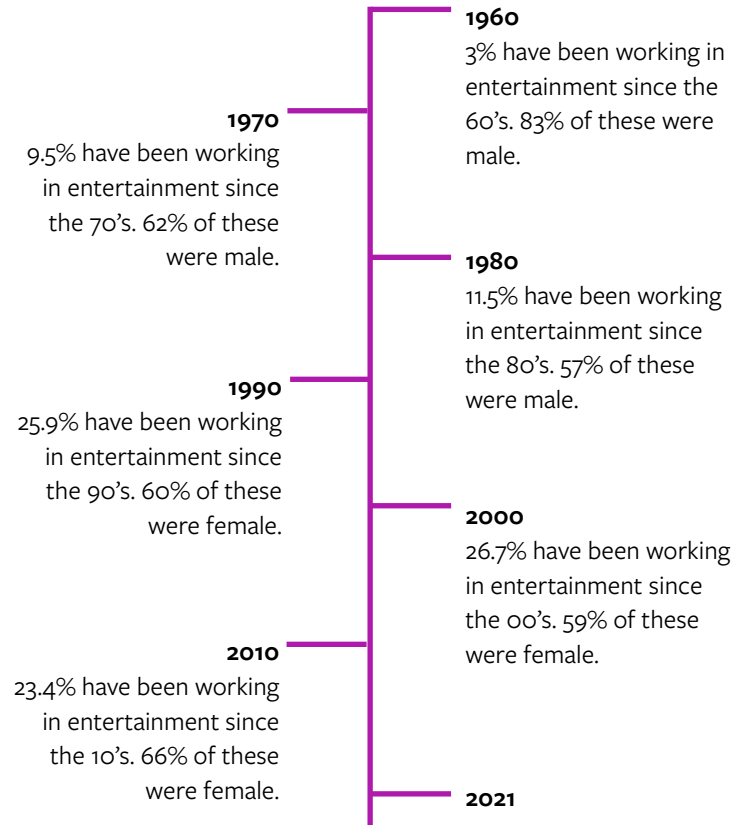 1960
3% have been working in
entertainment since the
60's. 83% of these were
male.
1970
9.5% have been working
in entertainment since
the 70's. 62% of these
were male.
1980
11.5% have been working
in entertainment since
the 80's. 57% of these
were male.
1990
25.9% have been working
in entertainment since
the 90's. 60% of these
were female.
2000
26.7% have been working
in entertainment since
the 00's. 59% of these
were female.
2010
23.4% have been working
in entertainment since
the 10's. 66% of these
were female.
2021